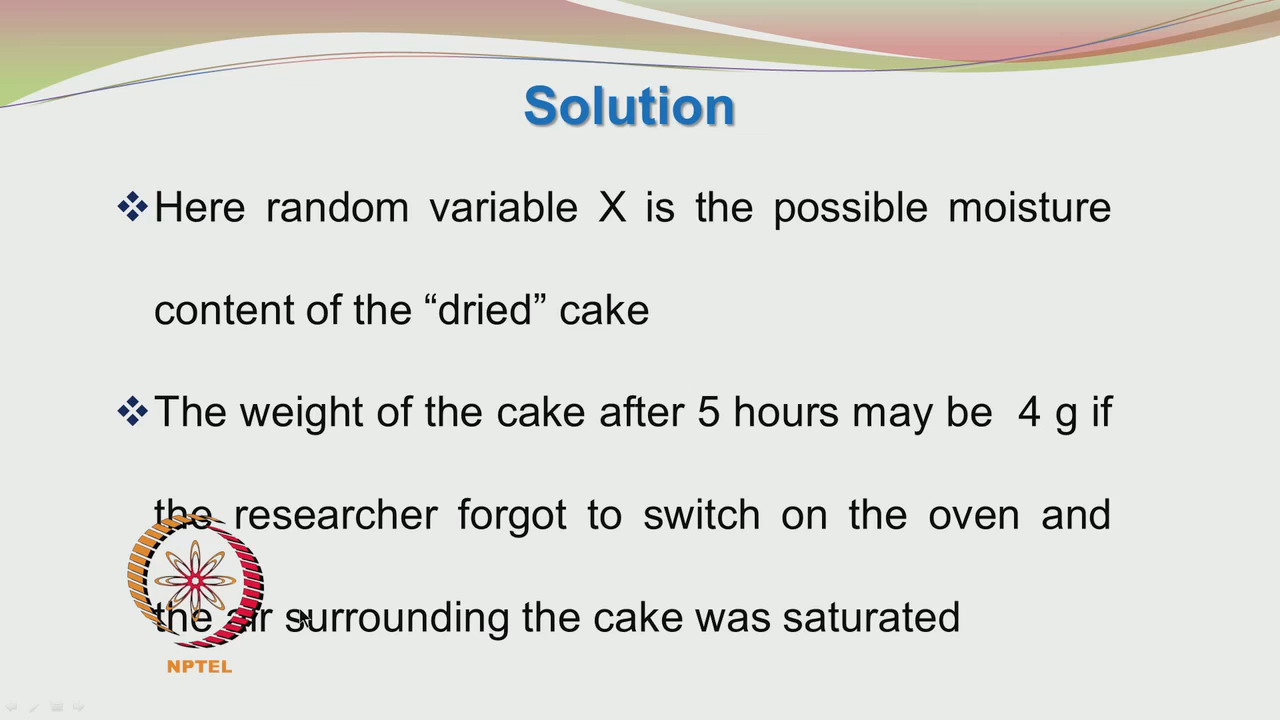 Solution
Here random variable X is the possible moisture
content of the “dried” cake
The weight of the cake after 5 hours may be 4 g if
the researcher forgot to switch on the oven and
the air surrounding the cake was saturated
NPTEL